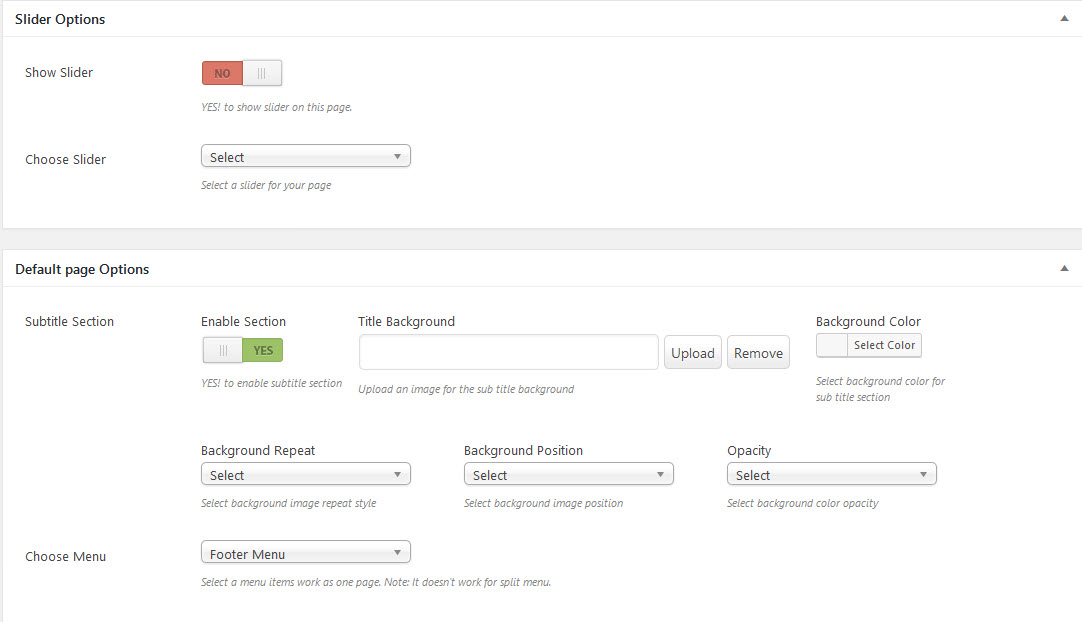 Slider Options
Show Slider
NO
YES! to show slider on this page.
Choose Slider
Select
Select a slider for your page
Default page Options
Subtitle Section
Enable Section
Title Background
Background Color
YES
Upload
Remove
Select Color
YES! to enable subtitle section
Upload an image for the sub title background
Select background color for
sub title section
Background Repeat
Background Position
Opacity
Select
Select
Select
Select background image repeat style
Select background image position
Select background color opacity
Choose Menu
Footer Menu
Select a menu items work as one page. Note: It doesn't work for split menu.